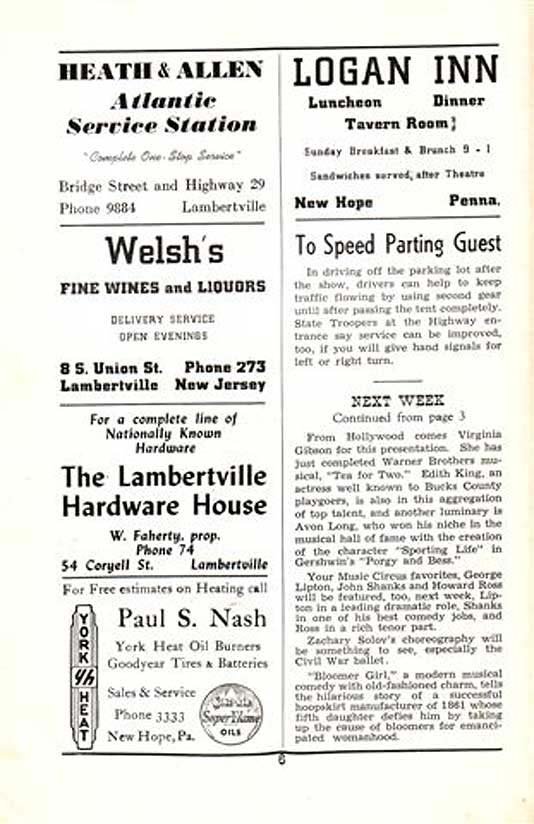 HEATH & ALLEN
Atlantic
Service Station
"Complete One-Stop Service"
Bridge Street and Highway 29
Phone 9884 Lambertville
Welsh's
FINE WINES and LIQUORS
DELIVERY SERVICE
OPEN EVENINGS
8 S. Union St. Phone 273
Lambertville New Jersey
For a complete line of
Nationally Known
Hardware
The Lambertville
Hardware House
W. Faherty, prop.
Phone 74
54 Coryell St. Lambertville
For Free estimates on Heating call
YORK
yh
HEAT
Paul S. Nash
York Heat Oil Burners
Goodyear Tires & Batteries
Sales & Service
Phone 3333
New Hope, Pa.
OILS
LOGAN INN
Luncheon Dinner
Tavern Room
Sunday Breakfast & Brunch 9 - 1
Sandwiches served, after Theatre
New Hope Penna.
To Speed Parting Guest
In driving off the parking lot after
the show, drivers can help to keep
traffic flowing by using second gear
until after passing the tent completely.
State Troopers at the Highway en-
trance say service can be improved,
too, if you will give hand signals for
left or right turn.
NEXT WEEK
Continued from page 3
From Hollywood comes Virginia
Gibson for this presentation. She has
just completed Warner Brothers mu-
sical, "Tea for Two." Edith King, an
actress well known to Bucks County
playgoers, is also in this aggregation
of top talent, and another luminary is
Avon Long, who won his niche in the
musical hall of fame with the creation
of the character "Sporting Life" in
Gershwin's "Porgy and Bess."
Your Music Circus favorites, George
Lipton, John Shanks and Howard Ross
will be featured, too, next week, Lip-
ton in a leading dramatic role, Shanks
in one of his best comedy jobs, and
Ross in a rich tenor part.
Zachary Solov's choreography will
be something to see, especially the
Civil War ballet.
"Bloomer Girl," a modern musical
comedy with old-fashioned charm, tells
the hilarious story of a successful
hoopskirt manufacturer of 1861 whose
fifth daughter defies him by taking
up the cause of bloomers for emanci-
pated womanhood.
6